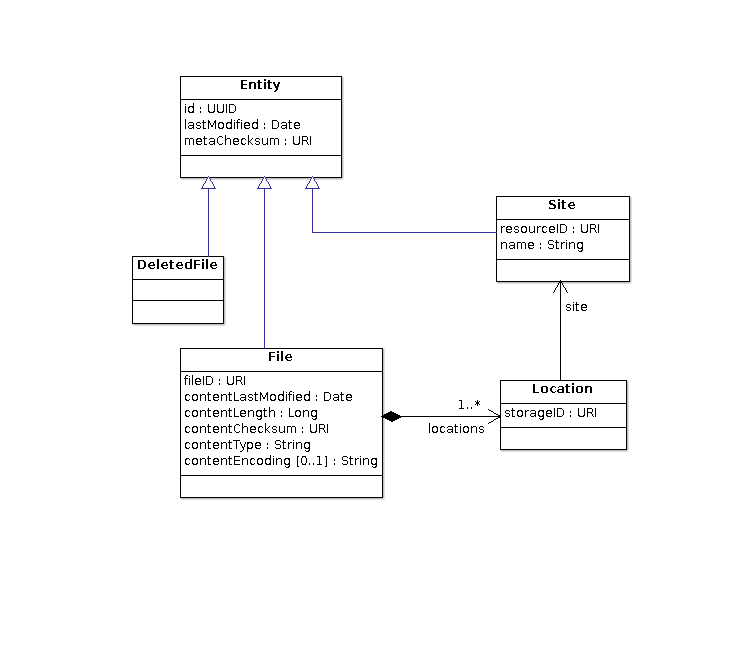 Entity
id : UUID
lastModified : Date
metaChecksum : URI
Site
resourceID : URI
name : String
DeletedFile
site
File
fileID : URI
contentLastModified : Date
contentLength : Long
contentChecksum : URI
contentType : String
contentEncoding [0..1] : String
1..*
locations
Location
storageID : URI